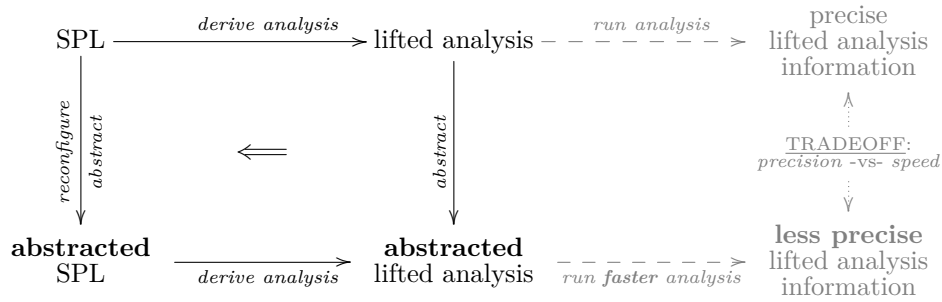 derive analysis
run analysis
SPL
lifted analysis
precise
lifted analysis
information
reconfigure
abstract
abstract
TRADEOFF:
precision -vs- speed
abstracted
SPL
derive analysis
abstracted
lifted analysis
run faster analysis
less precise
lifted analysis
information